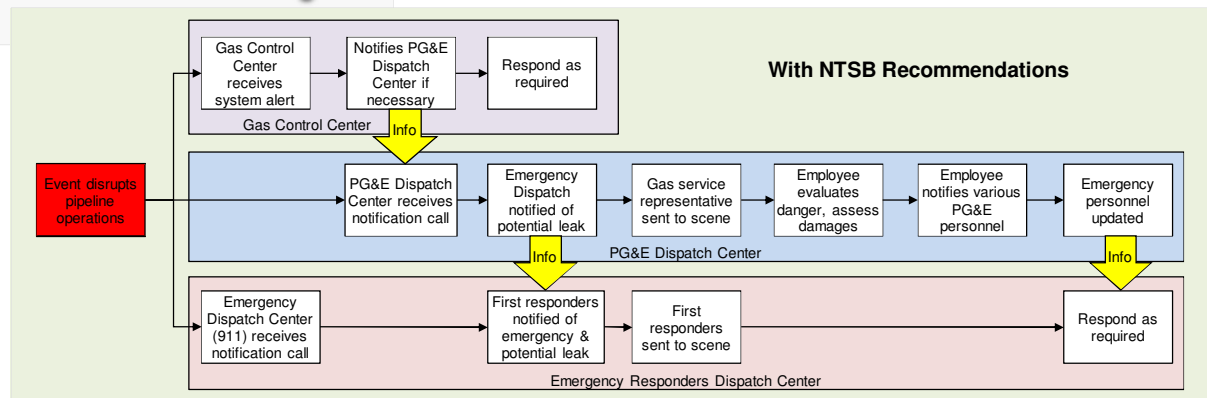 With NTSB Recommendations
Gas Control
Center
receives
system alert
Notifies PG&E
Dispatch
Center if
necessary
Respond as
required
Gas Control Center
Info
Event disrupts
pipeline
operations
PG&E Dispatch
Center receives
notification call
Emergency
Dispatch
notified of
potential leak
Gas service
representative
sent to scene
Employee
evaluates
danger, assess
damages
Employee
notifies various
PG&E
personnel
Emergency
personnel
updated
PG&E Dispatch Center
Info
Info
Emergency
Dispatch Center
(911) receives
notification call
First responders
notified of
emergency &
potential leak
First
responders
sent to scene
Respond as
required
Emergency Responders Dispatch Center